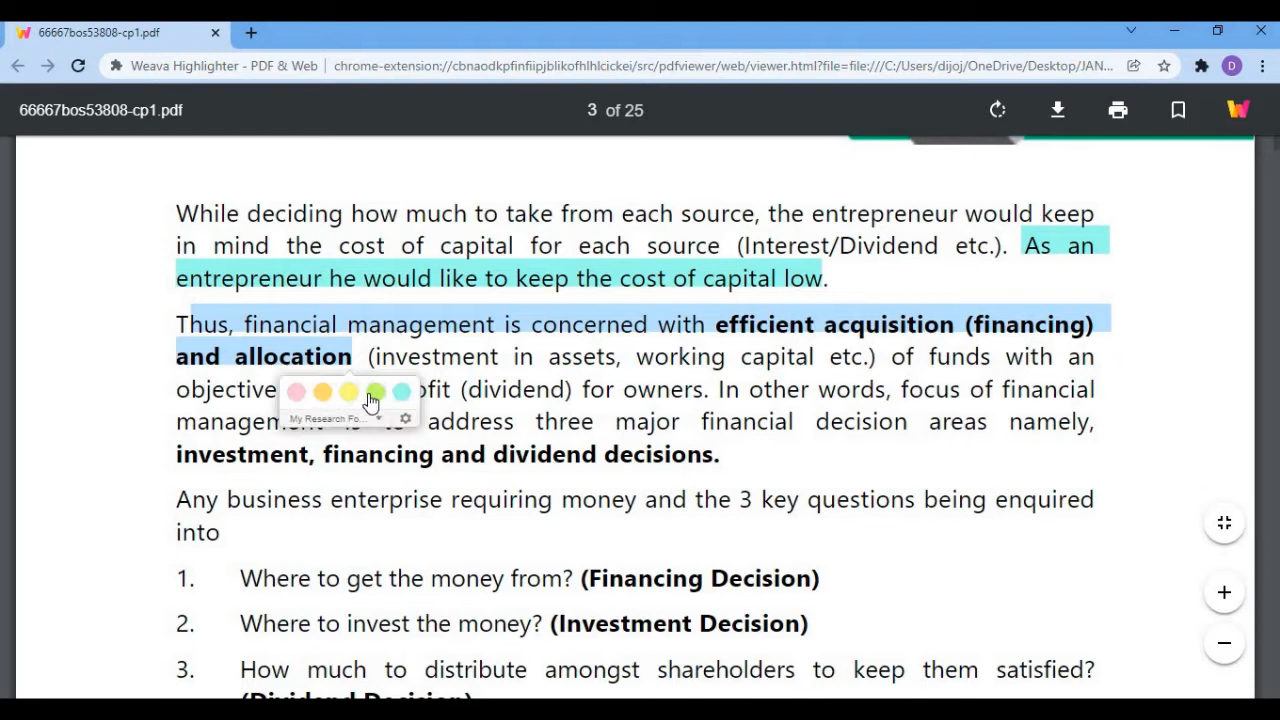 66667bos53808-cp1.pdf
Weava Highlighter - PDF & Web | chrome-extension://cbnaodkpfinfiipjblikofhlhlcickei/src/pdfviewer/web/viewer.html?file=file:///C:/Users/dijoj/OneDrive/Desktop/JAN... D
66667bos53808-cp1.pdf 3 of 25
While deciding how much to take from each source, the entrepreneur would keep
in mind the cost of capital for each source (Interest/Dividend etc.). As an
entrepreneur he would like to keep the cost of capital low.
Thus, financial management is concerned with efficient acquisition (financing)
and allocation (investment in assets, working capital etc.) of funds with an
objective (dividend) for owners. In other words, focus of financial
address three major financial decision areas namely,
My Research Fo...
investment, financing and dividend decisions.
Any business enterprise requiring money and the 3 key questions being enquired
into
1. Where to get the money from? (Financing Decision)
2. Where to invest the money? (Investment Decision)
3. How much to distribute amongst shareholders to keep them satisfied?
(Dividend Decision)